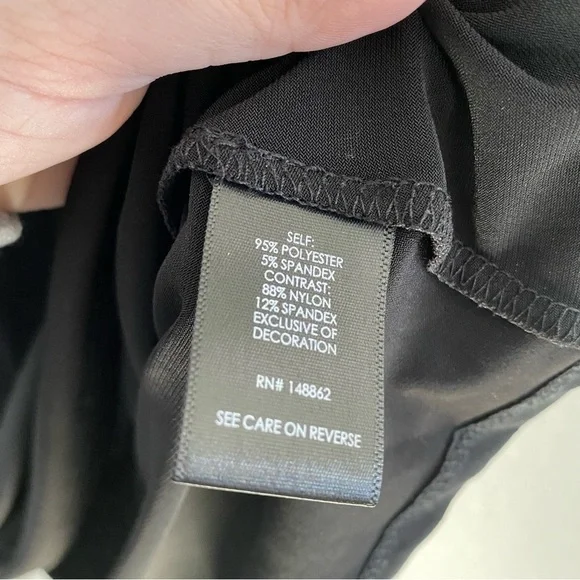 SELF:
95% POLYESTER
5% SPANDEX
CONTRAST:
88% NYLON
12% SPANDEX
EXCLUSIVE OF
DECORATION
RN# 148862
SEE CARE ON REVERSE